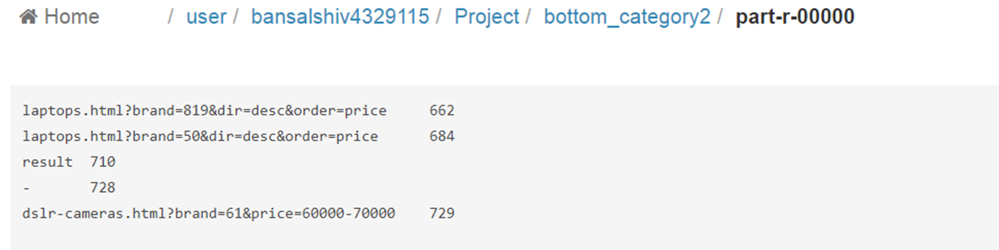 Home / user / bansalshiv4329115 / Project / bottom_category2 / part-r-00000
laptops.html?brand=819&dir=desc&order=price 662
laptops.html?brand=50&dir=desc&order=price 684
result 710
- 728
dslr-cameras.html?brand=61&price=60000-70000 729